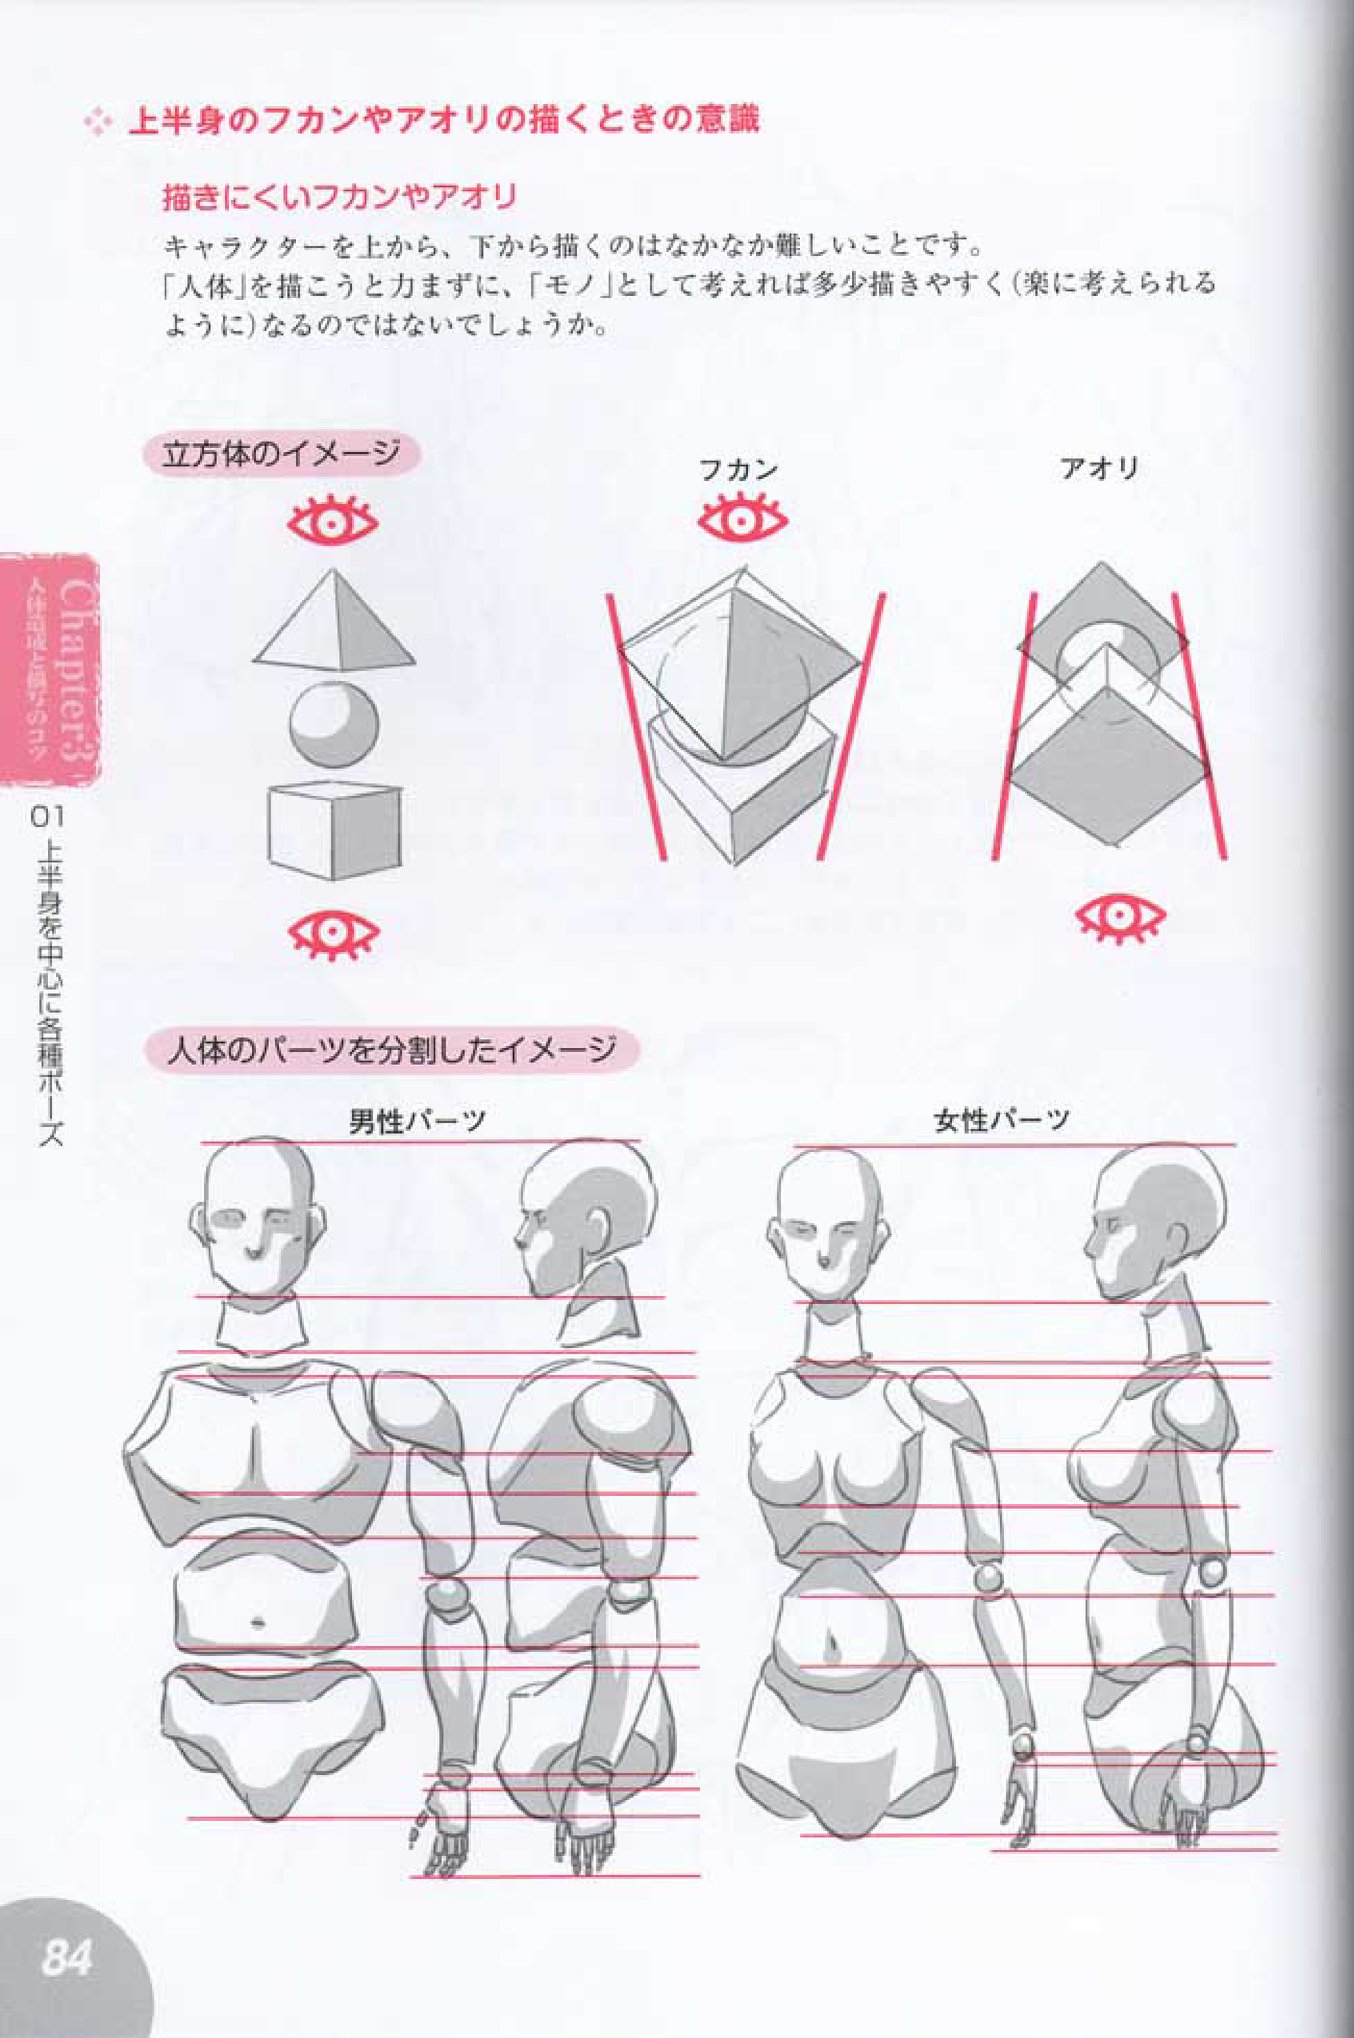 上半身のフカンやアオリの描くときの意識
描きにくいフカンやアオリ
キャラクターを上から、下から描くのはなかなか難しいことです。
「人体」を描こうと力まずに、「モノ」として考えれば多少描きやすく(楽に考えられる
ように)なるのではないでしょうか。
立方体のイメージ
フカン
アオリ
Chapter3
人体造成と描写のコツ
01 上半身を中心に各種ポーズ
人体のパーツを分割したイメージ
男性パーツ
女性パーツ
84